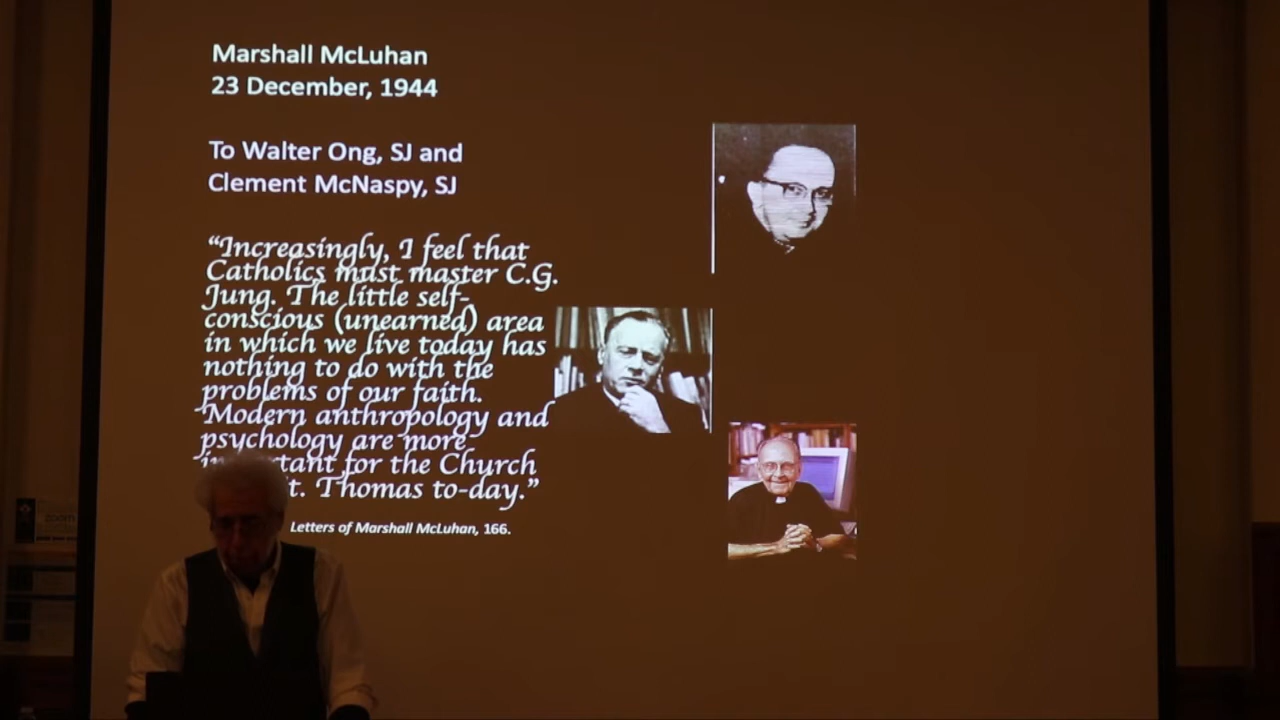 Marshall McLuhan
23 December, 1944
To Walter Ong, SJ and
Clement McNaspy, SJ
“Increasingly, I feel that
Catholics must master C.G.
Jung. The little self-
conscious (unearned) area
in which we live today has
nothing to do with the
problems of our faith.
Modern anthropology and
psychology are more
for the Church
Thomas to-day.”
Letters of Marshall McLuhan, 166.